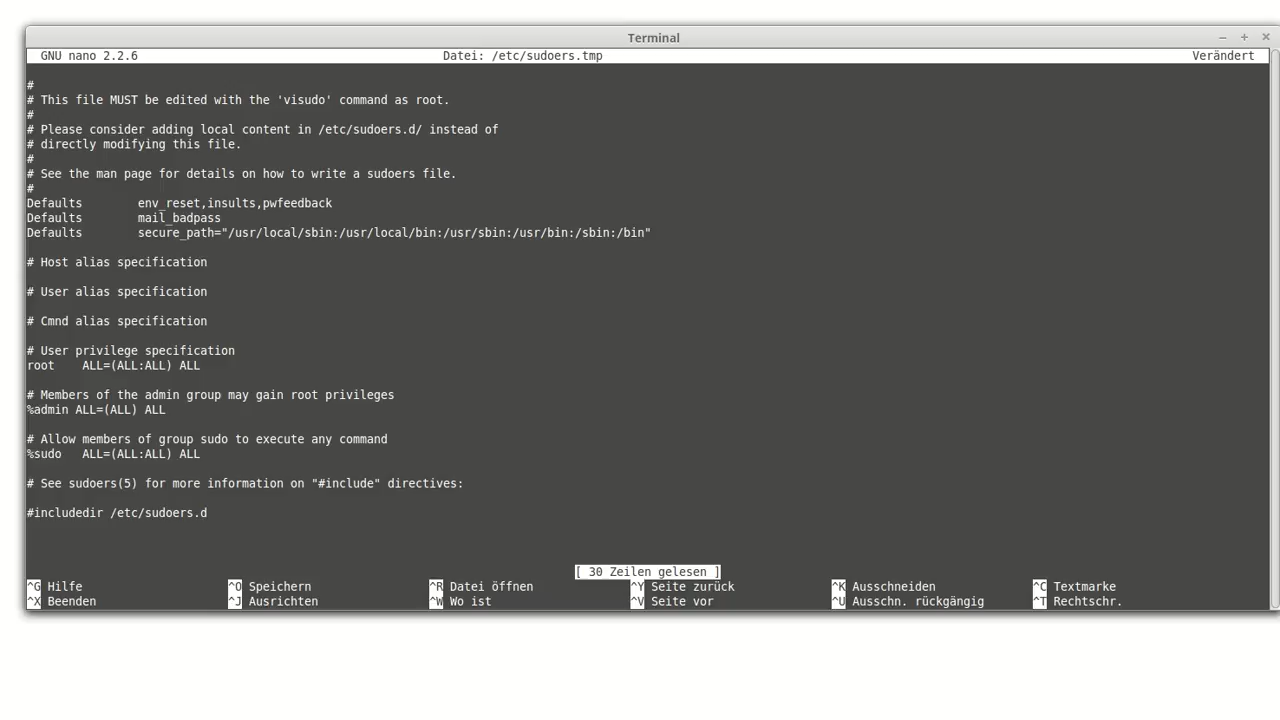 Terminal
GNU nano 2.2.6 Datei: /etc/sudoers.tmp Verändert
#
# This file MUST be edited with the 'visudo' command as root.
#
# Please consider adding local content in /etc/sudoers.d/ instead of
# directly modifying this file.
#
# See the man page for details on how to write a sudoers file.
#
Defaults env_reset,insults,pwfeedback
Defaults mail_badpass
Defaults secure_path="/usr/local/sbin:/usr/local/bin:/usr/sbin:/usr/bin:/sbin:/bin"
# Host alias specification
# User alias specification
# Cmnd alias specification
# User privilege specification
root ALL=(ALL:ALL) ALL
# Members of the admin group may gain root privileges
%admin ALL=(ALL) ALL
# Allow members of group sudo to execute any command
%sudo ALL=(ALL:ALL) ALL
# See sudoers(5) for more information on "#include" directives:
#includedir /etc/sudoers.d
[ 30 Zeilen gelesen ]
^G Hilfe ^O Speichern ^R Datei öffnen ^Y Seite zurück ^K Ausschneiden ^C Textmarke
^X Beenden ^J Ausrichten ^W Wo ist ^V Seite vor ^U Ausschn. rückgängig ^T Rechtschr.